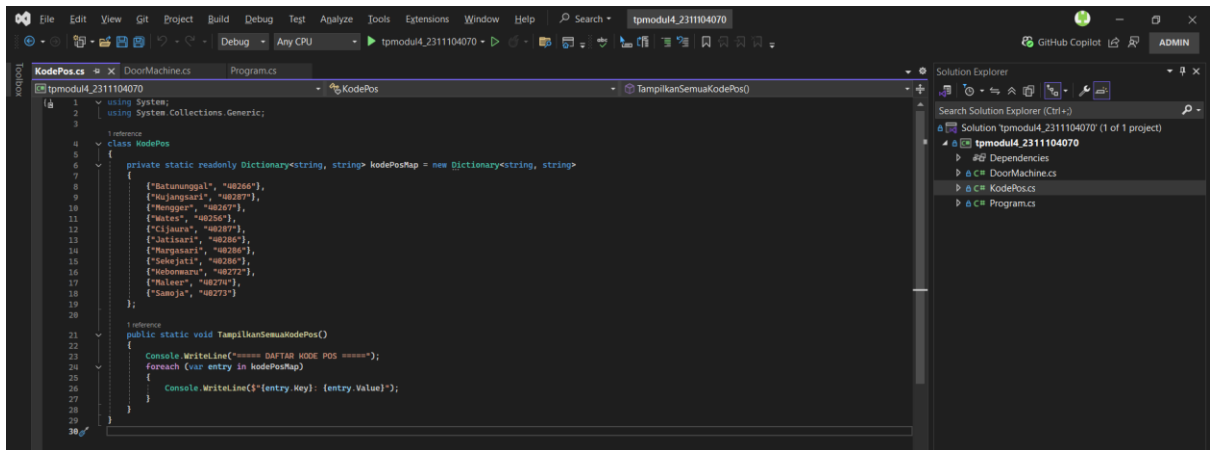 File Edit View Git Project Build Debug Test Analyze Tools Extensions Window Help Search tpmodul4_2311104070
Debug Any CPU tpmodul4_2311104070 GitHub Copilot ADMIN
Toolbox
KodePos.cs DoorMachine.cs Program.cs
tpmodul4_2311104070 KodePos TampilkanSemuaKodePos()
1 using System;
2 using System.Collections.Generic;
3
1 reference
4 class KodePos
5 {
6 private static readonly Dictionary<string, string> kodePosMap = new Dictionary<string, string>
7 {
8 {"Batununggal", "40266"},
9 {"Kujangsari", "40287"},
10 {"Mengger", "40267"},
11 {"Wates", "40256"},
12 {"Cijaura", "40287"},
13 {"Jatisari", "40286"},
14 {"Margasari", "40286"},
15 {"Sekejati", "40286"},
16 {"Kebonwaru", "40272"},
17 {"Maleer", "40274"},
18 {"Samoja", "40273"}
19 };
20
1 reference
21 public static void TampilkanSemuaKodePos()
22 {
23 Console.WriteLine("===== DAFTAR KODE POS =====");
24 foreach (var entry in kodePosMap)
25 {
26 Console.WriteLine($"{entry.Key}: {entry.Value}");
27 }
28 }
29 }
30
Solution Explorer
Search Solution Explorer (Ctrl+;)
Solution 'tpmodul4_2311104070' (1 of 1 project)
tpmodul4_2311104070
Dependencies
C# DoorMachine.cs
C# KodePos.cs
C# Program.cs